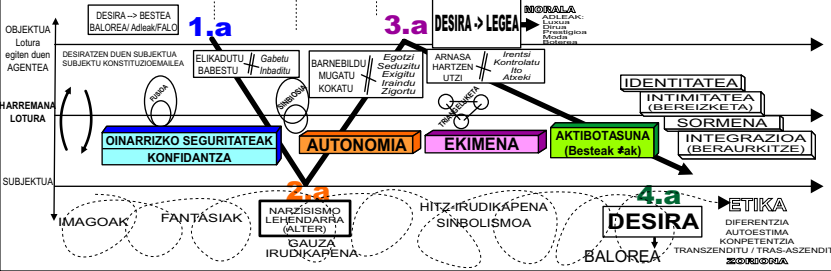 DESIRA --> BESTEA
BALOREA/ Adleak/FALO
1.a
3.a
DESIRA -> LEGEA
MORALA
ADLEAK:
Luxua
Dirua
Prestigioa
Moda
Boterea
OBJEKTUA
Lotura
egiten duen
AGENTEA
DESIRATZEN DUEN SUBJEKTUA
SUBJEKTU KONSTITUZIOEMAILEA
ELIKADUTU
BABESTU
Gabetu
Inbaditu
BARNEBILDU
MUGATU
KOKATU
Egotzi
Seduzitu
Exigitu
Iraindu
Zigortu
ARNASA
HARTZEN
UTZI
Irentsi
Kontrolatu
Ito
Atxeki
HARREMANA
LOTURA
FUSIOA
SINBIOSIA
TRIANGELIKETA
IDENTITATEA
INTIMITATEA
(BEREIZKETA)
SORMENA
INTEGRAZIOA
(BERAURKITZE)
OINARRIZKO SEGURITATEAK
KONFIDANTZA
AUTONOMIA
EKIMENA
AKTIBOTASUNA
(Besteak ≠ak)
SUBJEKTUA
2.a
4.a
IMAGOAK
FANTASIAK
NARZISISMO
LEHENDARRIA
(ALTER)
GAUZA
IRUDIKAPENA
HITZ-IRUDIKAPENA
SINBOLISMOA
DESIRA
BALOREA
ETIKA
DIFERENTZIA
AUTOESTIMA
KONPETENTZIA
TRANSZENDITU / TRAS-ASZENDITU
ZORIONA